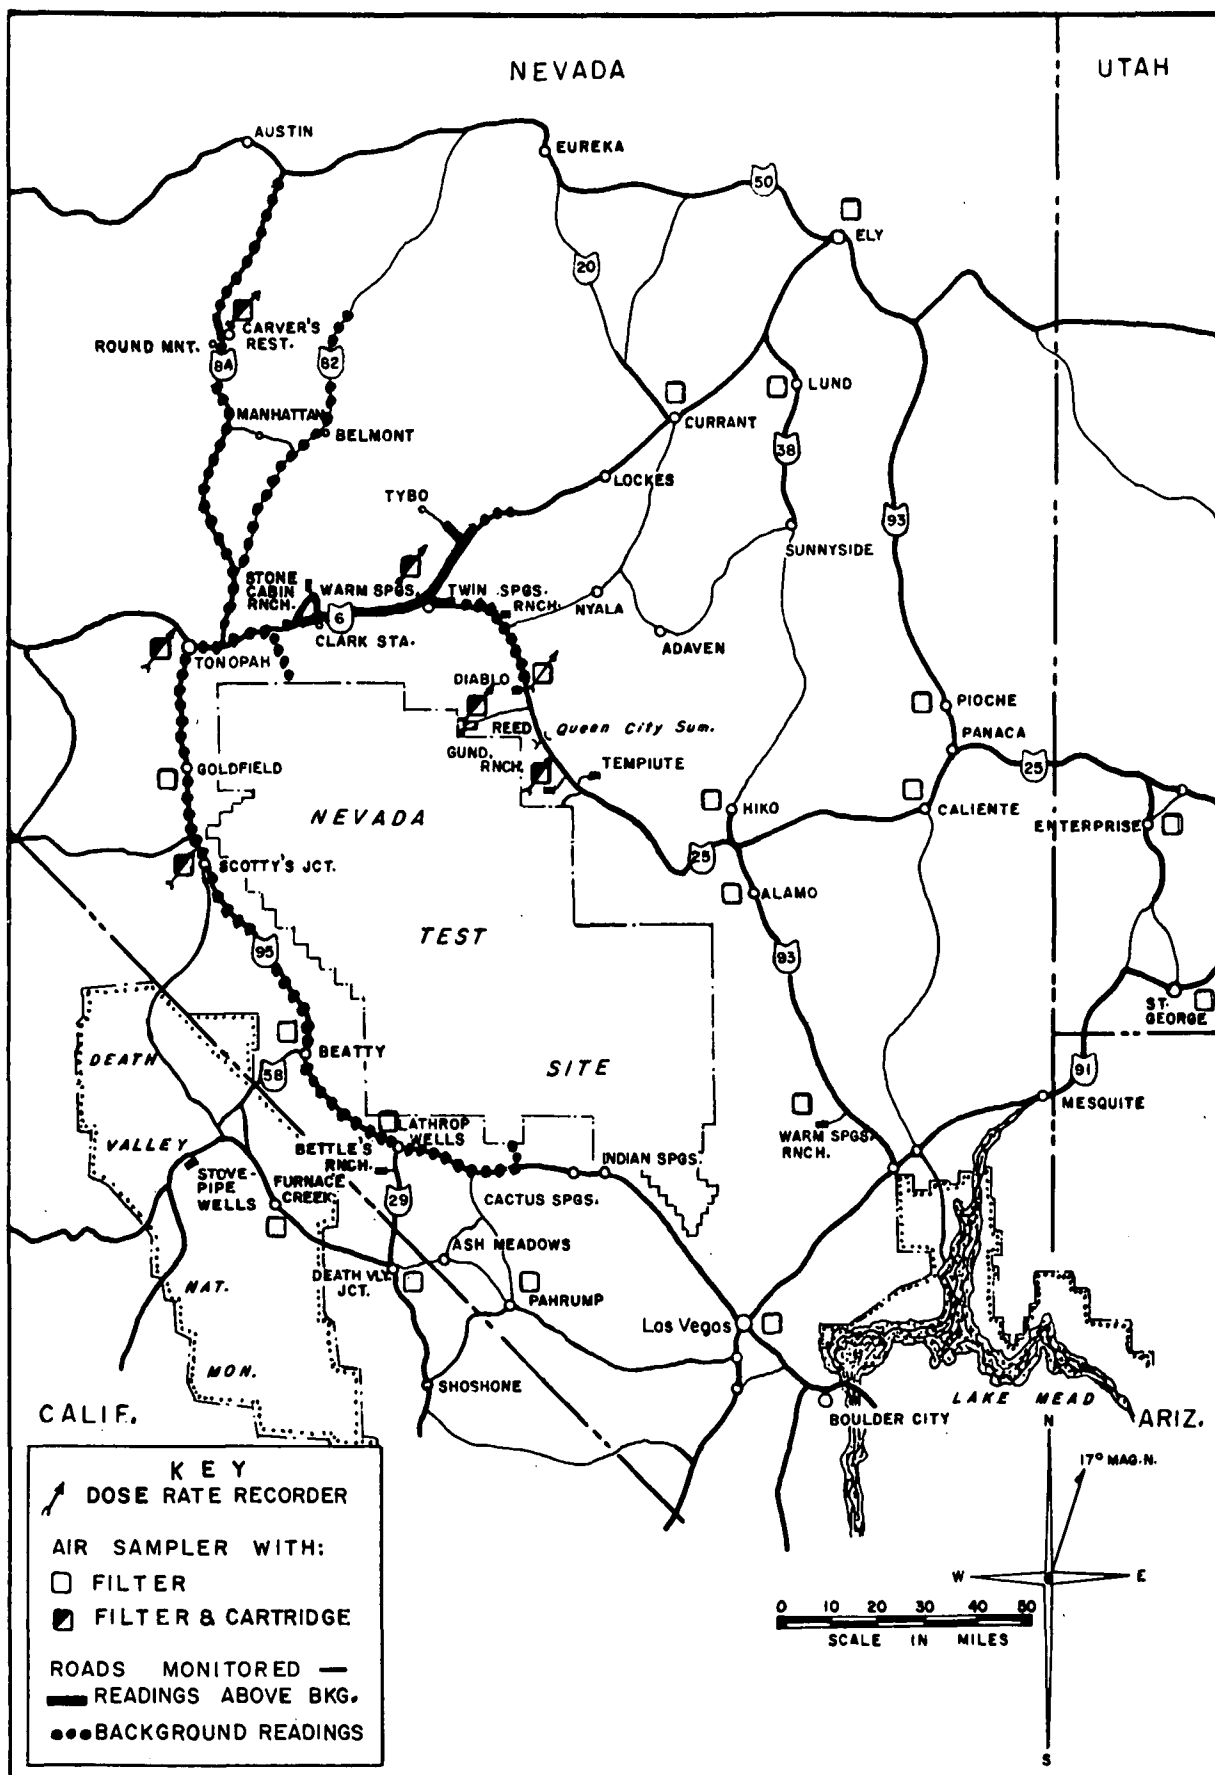 NEVADA
UTAH
AUSTIN
EUREKA
50
ELY
20
CARVER'S
REST.
ROUND MNT.
84
82
LUND
MANHATTAN
BELMONT
CURRANT
38
LOCKES
TYBO
93
SUNNYSIDE
STONE
CABIN
RNCH.
WARM SPGS.
TWIN SPGS.
RNCH.
NYALA
6
CLARK STA.
ADAVEN
TONOPAH
DIABLO
PIOCHE
REED
Queen City Sum.
PANACA
GUND.
RNCH.
TEMPIUTE
GOLDFIELD
25
HIKO
CALIENTE
NEVADA
ENTERPRISE
25
SCOTTY'S JCT.
ALAMO
TEST
95
93
ST.
GEORGE
DEATH
BEATTY
SITE
58
91
MESQUITE
LATHROP
WELLS
VALLEY
BETTLE'S
RNCH.
WARM SPGS.
RNCH.
INDIAN SPGS.
STOVE-
PIPE
WELLS
FURNACE
CREEK
29
CACTUS SPGS.
ASH MEADOWS
DEATH VLY.
JCT.
NAT.
PAHRUMP
Las Vegas
MON.
SHOSHONE
LAKE MEAD
CALIF.
BOULDER CITY
ARIZ.
N
17° MAG.N.
KEY
DOSE RATE RECORDER
AIR SAMPLER WITH:
FILTER
FILTER & CARTRIDGE
ROADS MONITORED
READINGS ABOVE BKG.
BACKGROUND READINGS
W
E
0 10 20 30 40 50
SCALE IN MILES
S